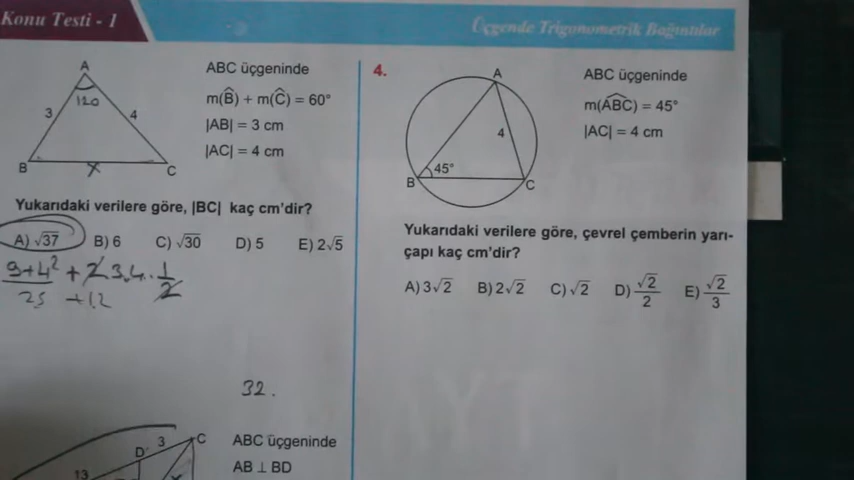 Konu Testi - 1
Üçgende Trigonometrik Bağıntılar
A
120
3
4
B
x
C
ABC üçgeninde
m(B̂) + m(Ĉ) = 60°
|AB| = 3 cm
|AC| = 4 cm
Yukarıdaki verilere göre, |BC| kaç cm'dir?
A) √37 B) 6 C) √30 D) 5 E) 2√5
9+4² + 2 3.4. 1/2
25 +12
32.
D
3
C
13
x
ABC üçgeninde
AB ⊥ BD
4.
A
4
45°
B
C
ABC üçgeninde
m(ABC) = 45°
|AC| = 4 cm
Yukarıdaki verilere göre, çevrel çemberin yarı-
çapı kaç cm'dir?
A) 3√2 B) 2√2 C) √2 D) √2/2 E) √2/3